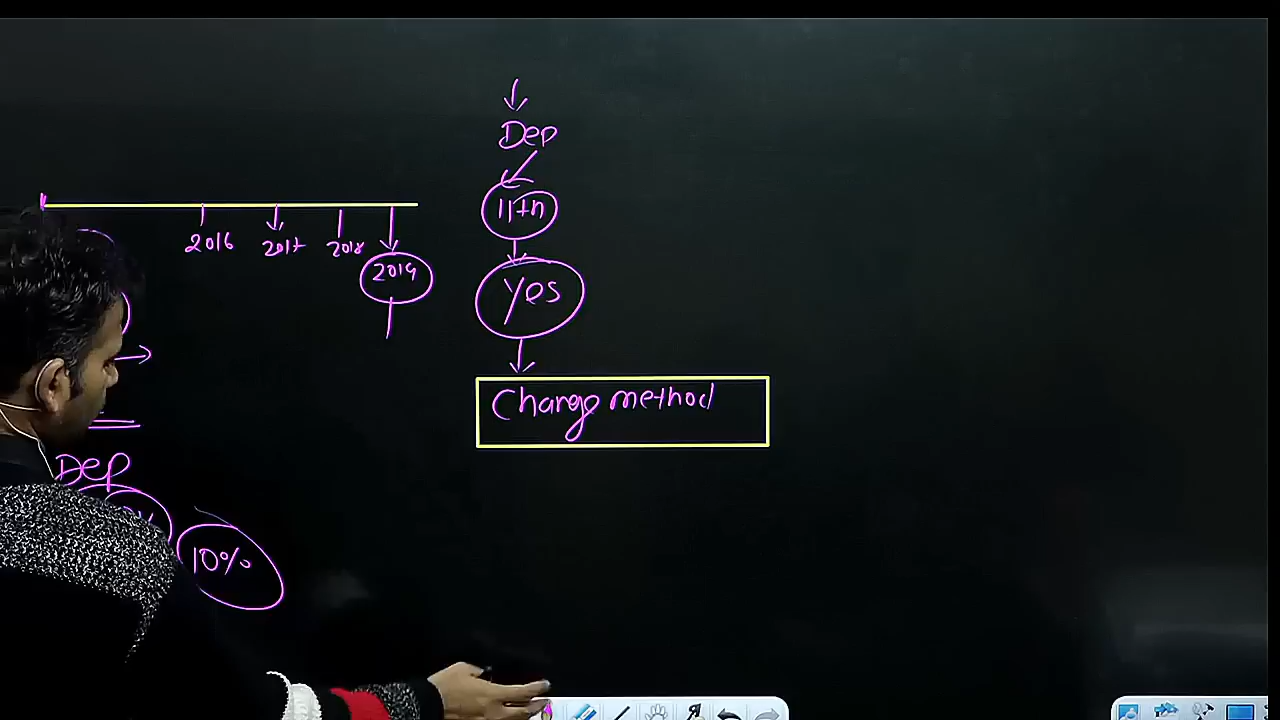 Dep
11th
Yes
Change method
2016 2017 2018
2019
Dep
10%